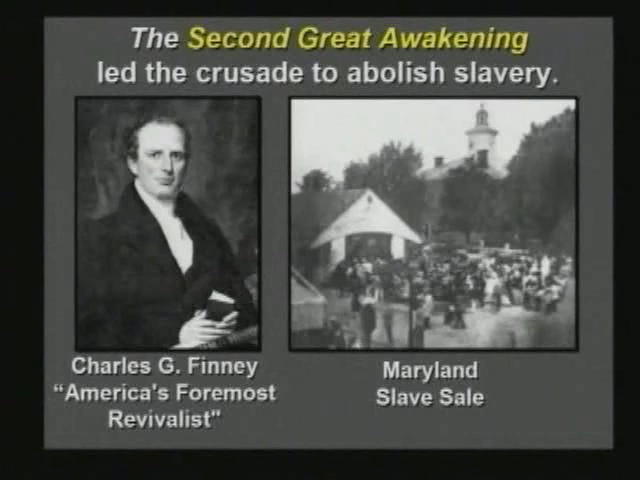 The Second Great Awakening
led the crusade to abolish slavery.
Charles G. Finney
“America's Foremost
Revivalist"
Maryland
Slave Sale